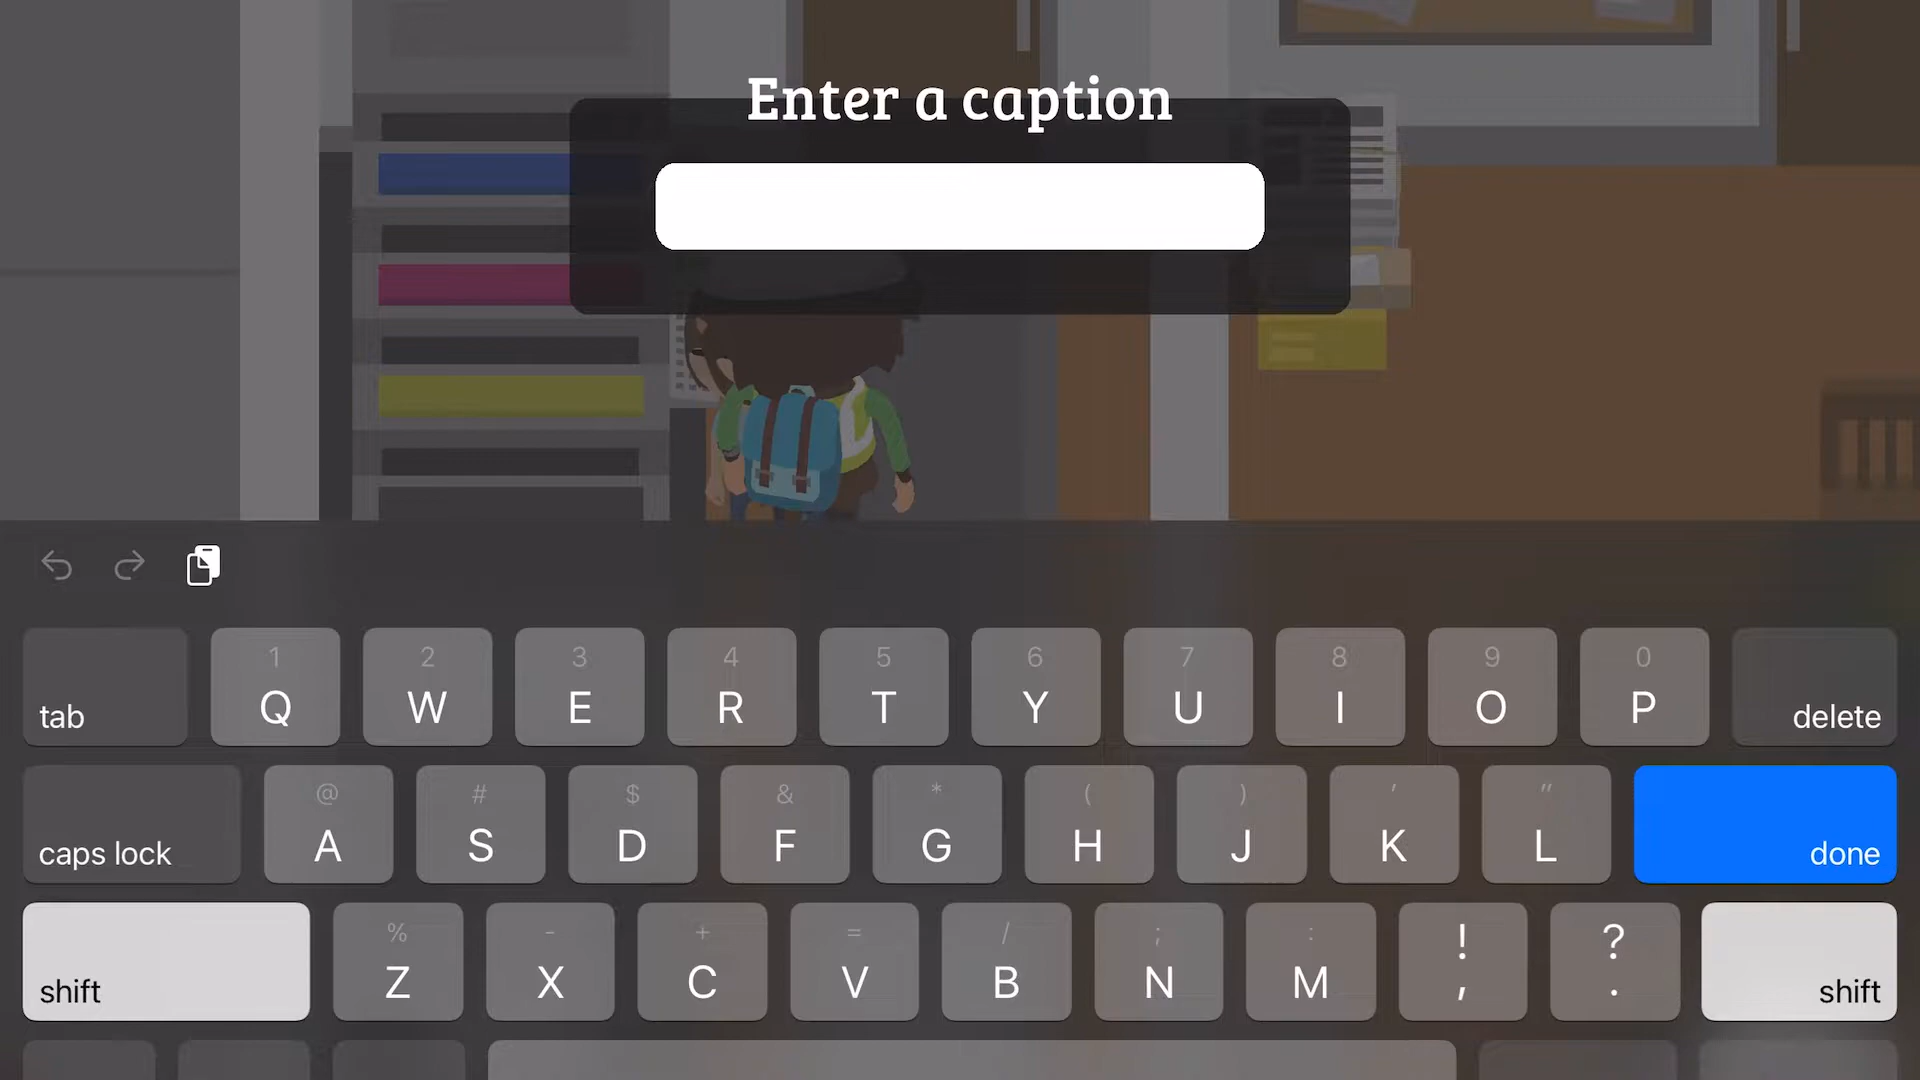 Enter a caption
1 2 3 4 5 6 7 8 9 0
tab Q W E R T Y U I O P delete
@ # $ & * ( ) ' "
caps lock A S D F G H J K L done
% - + = / ; : ! ?
shift Z X C V B N M , . shift